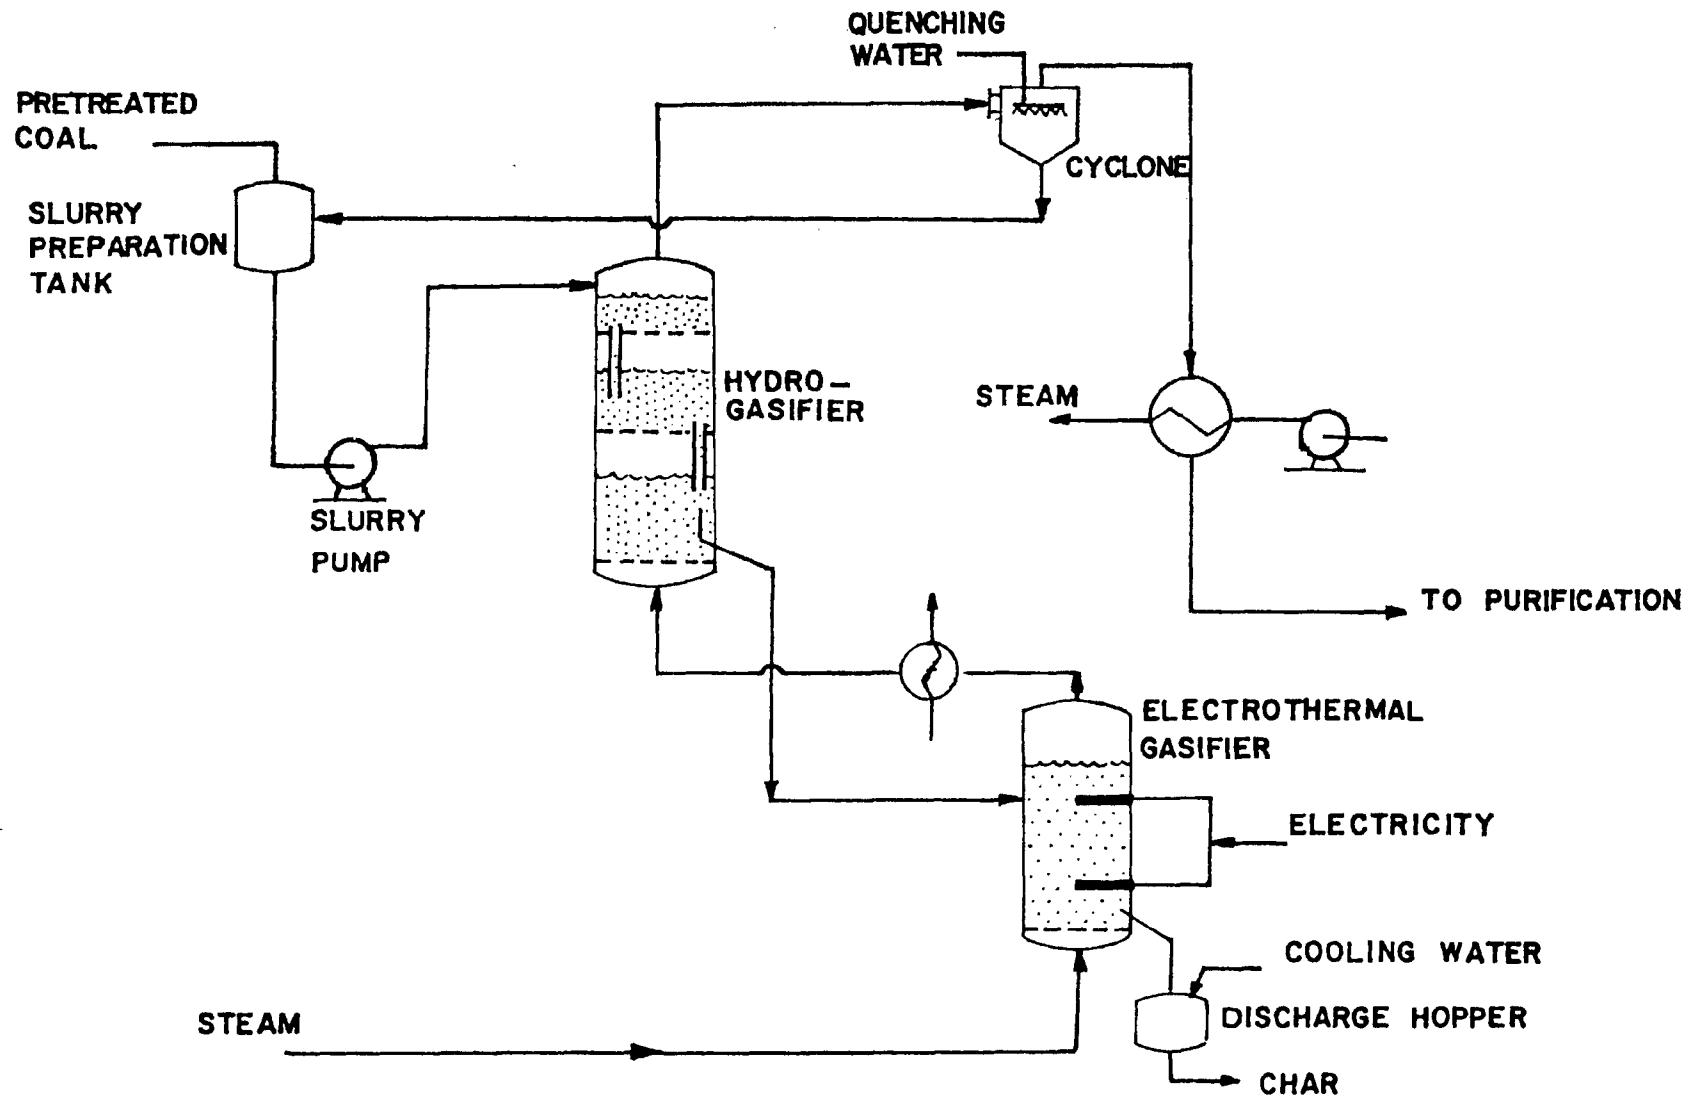 QUENCHING
WATER
PRETREATED
COAL.
CYCLONE
SLURRY
PREPARATION
TANK
HYDRO-
GASIFIER
STEAM
SLURRY
PUMP
TO PURIFICATION
ELECTROTHERMAL
GASIFIER
ELECTRICITY
COOLING WATER
DISCHARGE HOPPER
STEAM
CHAR